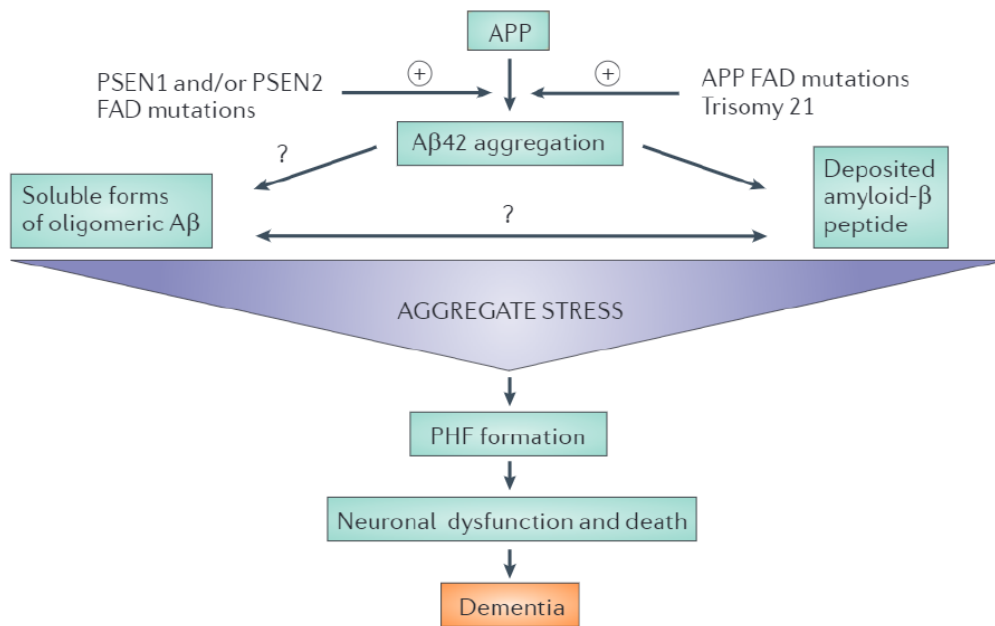 APP
PSEN1 and/or PSEN2
FAD mutations
+
+
APP FAD mutations
Trisomy 21
Aβ42 aggregation
?
Soluble forms
of oligomeric Aβ
?
Deposited
amyloid-β
peptide
AGGREGATE STRESS
PHF formation
Neuronal dysfunction and death
Dementia